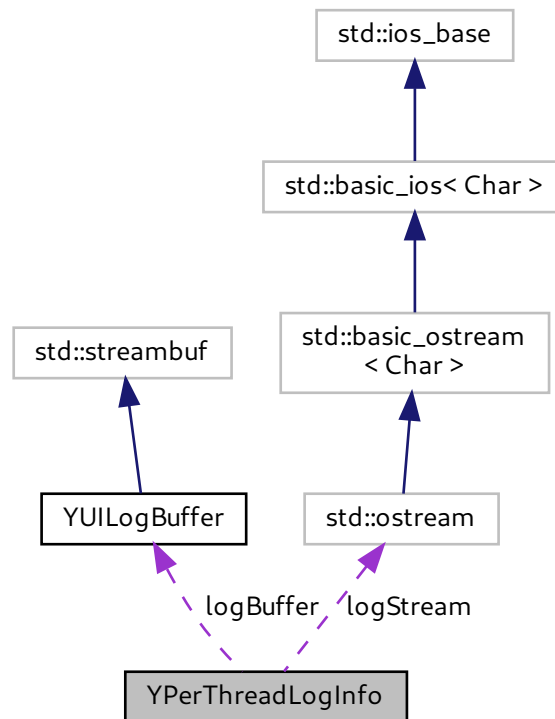 std::ios_base
std::basic_ios< Char >
std::basic_ostream
< Char >
std::streambuf
YUILogBuffer
std::ostream
logBuffer
logStream
YPerThreadLogInfo